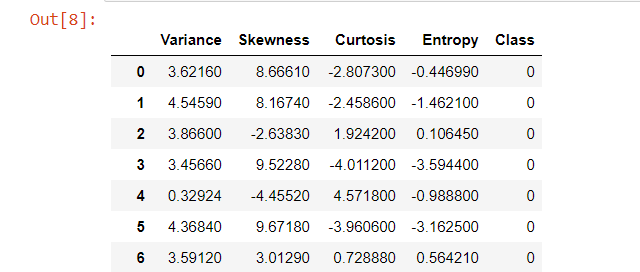 Out[8]:
Variance Skewness Curtosis Entropy Class
0 3.62160 8.66610 -2.807300 -0.446990 0
1 4.54590 8.16740 -2.458600 -1.462100 0
2 3.86600 -2.63830 1.924200 0.106450 0
3 3.45660 9.52280 -4.011200 -3.594400 0
4 0.32924 -4.45520 4.571800 -0.988800 0
5 4.36840 9.67180 -3.960600 -3.162500 0
6 3.59120 3.01290 0.728880 0.564210 0